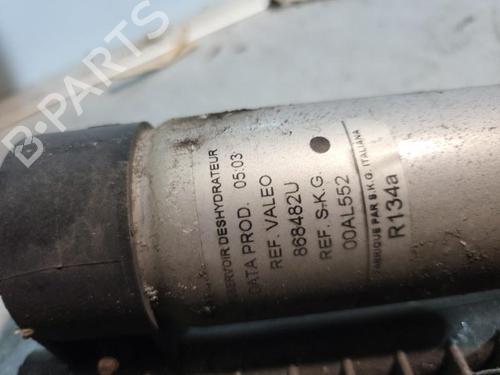 RESERVOIR DESHYDRATEUR
DATA PROD. 05:03
REF. VALEO
868482U
REF. S.K.G.
00AL552
FABRIQUE PAR S.K.G. ITALIANA
R134a
B-PARTS